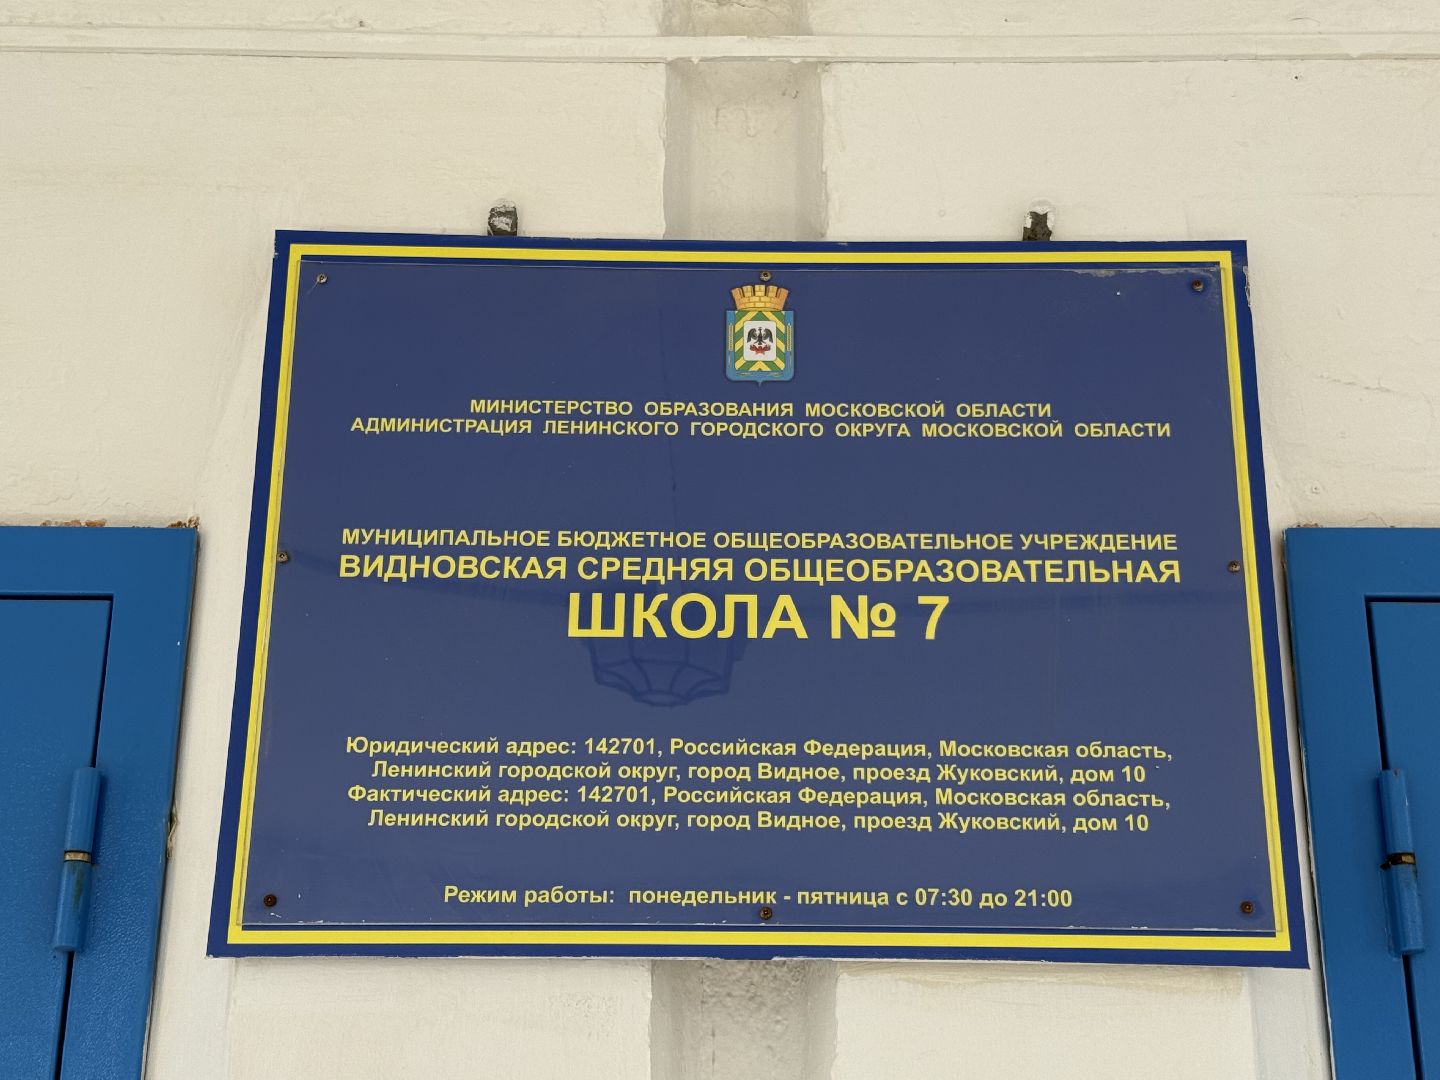 МИНИСТЕРСТВО ОБРАЗОВАНИЯ МОСКОВСКОЙ ОБЛАСТИ
АДМИНИСТРАЦИЯ ЛЕНИНСКОГО ГОРОДСКОГО ОКРУГА МОСКОВСКОЙ ОБЛАСТИ
МУНИЦИПАЛЬНОЕ БЮДЖЕТНОЕ ОБЩЕОБРАЗОВАТЕЛЬНОЕ УЧРЕЖДЕНИЕ
ВИДНОВСКАЯ СРЕДНЯЯ ОБЩЕОБРАЗОВАТЕЛЬНАЯ
ШКОЛА № 7
Юридический адрес: 142701, Российская Федерация, Московская область,
Ленинский городской округ, город Видное, проезд Жуковский, дом 10
Фактический адрес: 142701, Российская Федерация, Московская область,
Ленинский городской округ, город Видное, проезд Жуковский, дом 10
Режим работы: понедельник - пятница с 07:30 до 21:00